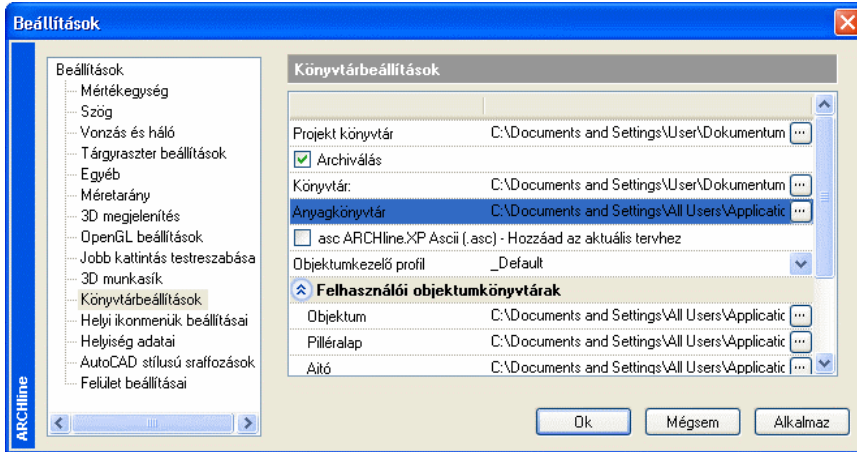 Beállítások
Beállítások
Mértékegység
Szög
Vonzás és háló
Tárgyraszter beállítások
Egyéb
Méretarány
3D megjelenítés
OpenGL beállítások
Jobb kattintás testreszabása
3D munkasík
Könyvtárbeállítások
Helyi ikonmenük beállításai
Helyiség adatai
AutoCAD stílusú sraffozások
Felület beállításai
ARCHline
Könyvtárbeállítások
Projekt könyvtár C:\Documents and Settings\User\Dokumentum ...
Archiválás
Könyvtár: C:\Documents and Settings\User\Dokumentum ...
Anyagkönyvtár C:\Documents and Settings\All Users\Applicatic ...
asc ARCHline.XP Ascii (.asc) - Hozzáad az aktuális tervhez
Objektumkezelő profil _Default
Felhasználói objektumkönyvtárak
Objektum C:\Documents and Settings\All Users\Applicatic ...
Pilléralap C:\Documents and Settings\All Users\Applicatic ...
Ajtó C:\Documents and Settings\All Users\Applicatic ...
Ok Mégsem Alkalmaz